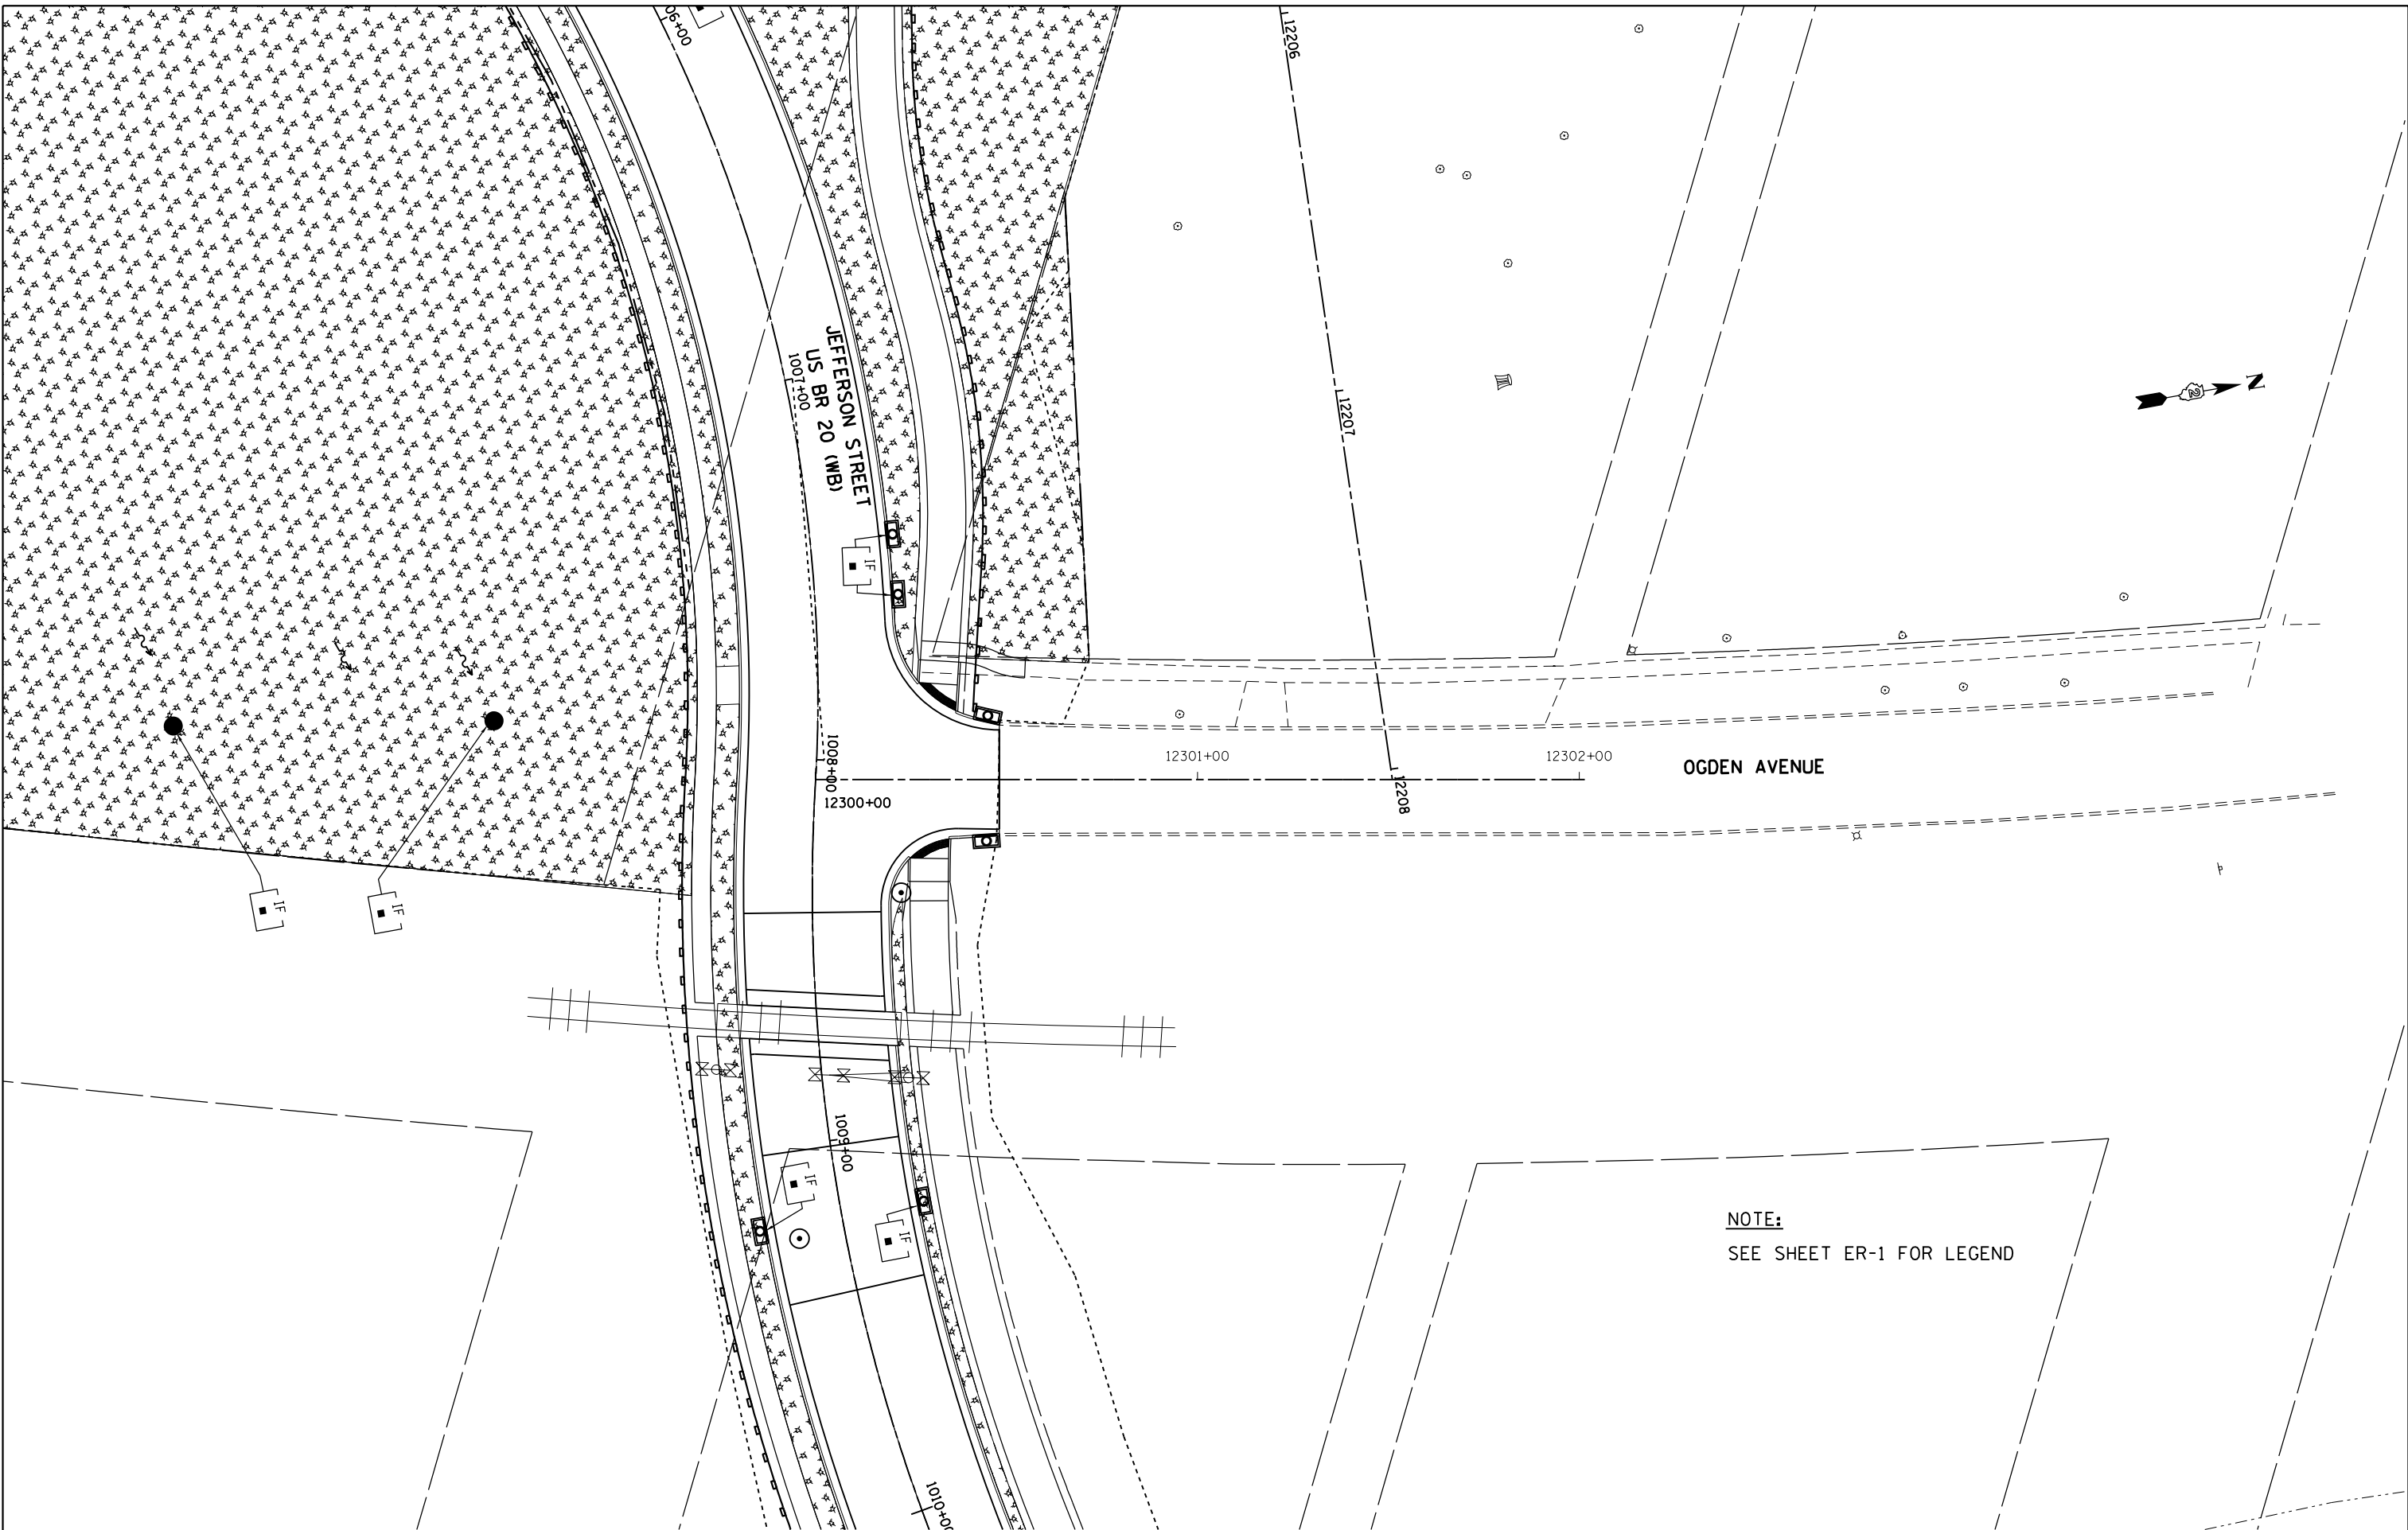 06+00
12206
JEFFERSON STREET
US BR 20 (WB)
1007+00
12207
N
IF
1008+00
12300+00
12301+00
12208
12302+00
OGDEN AVENUE
IF
IF
1009+00
IF
IF
NOTE:
SEE SHEET ER-1 FOR LEGEND
1010+00